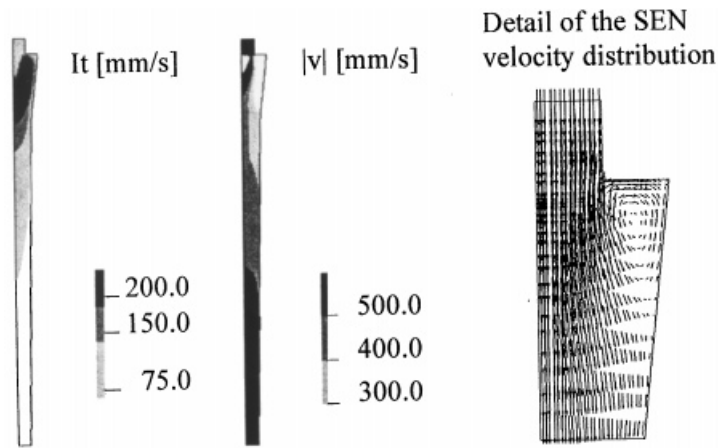 Detail of the SEN
velocity distribution
It [mm/s]
|v| [mm/s]
200.0
150.0
75.0
500.0
400.0
300.0